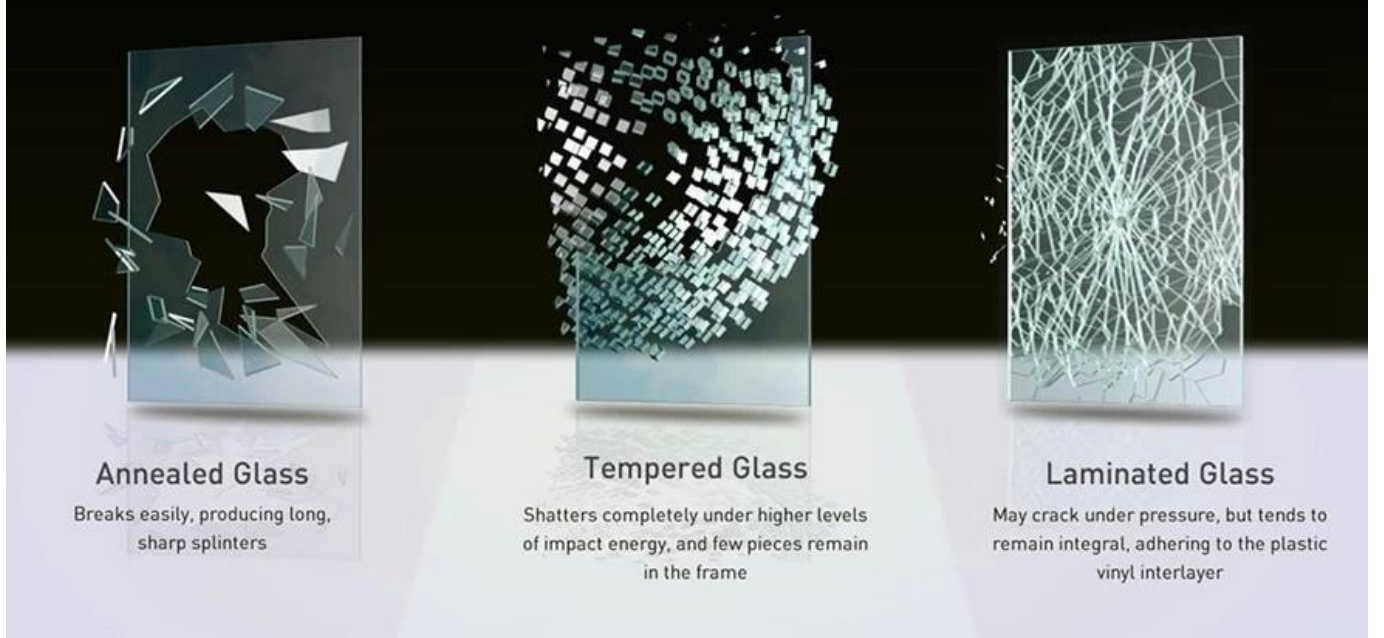 Annealed Glass
Breaks easily, producing long,
sharp splinters
Tempered Glass
Shatters completely under higher levels
of impact energy, and few pieces remain
in the frame
Laminated Glass
May crack under pressure, but tends to
remain integral, adhering to the plastic
vinyl interlayer